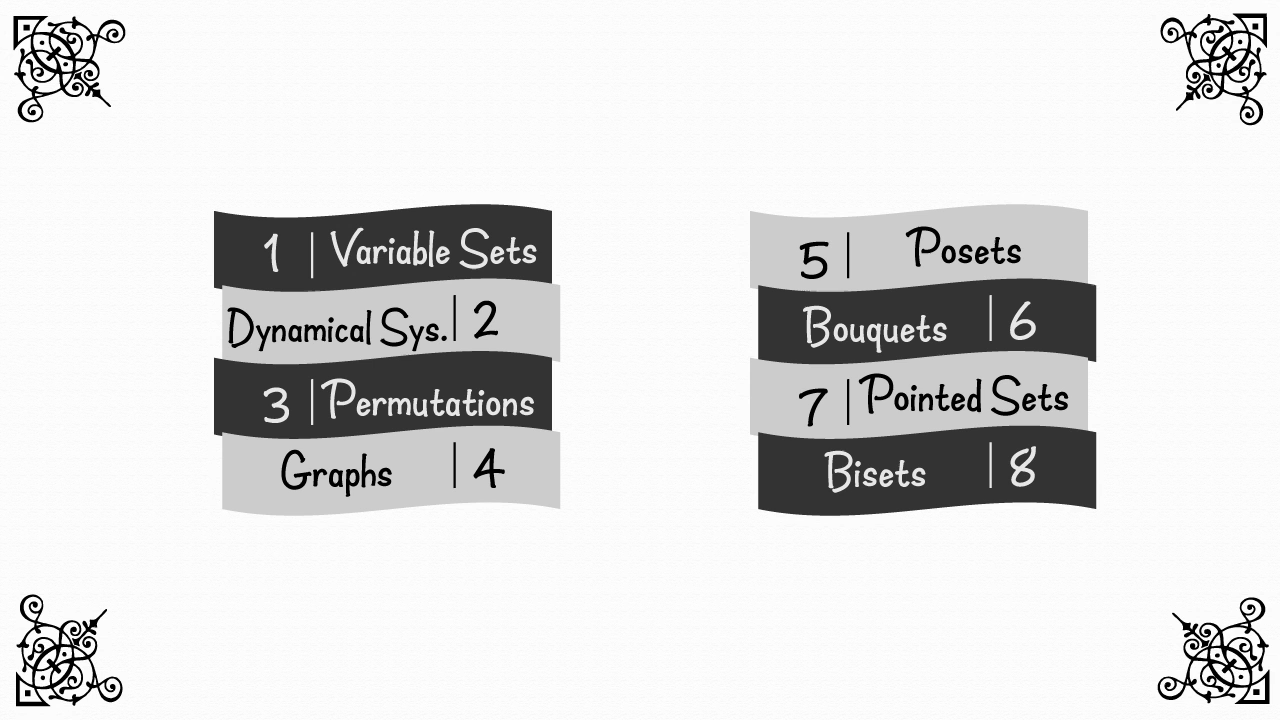 1 | Variable Sets
Dynamical Sys. | 2
3 | Permutations
Graphs | 4
5 | Posets
Bouquets | 6
7 | Pointed Sets
Bisets | 8